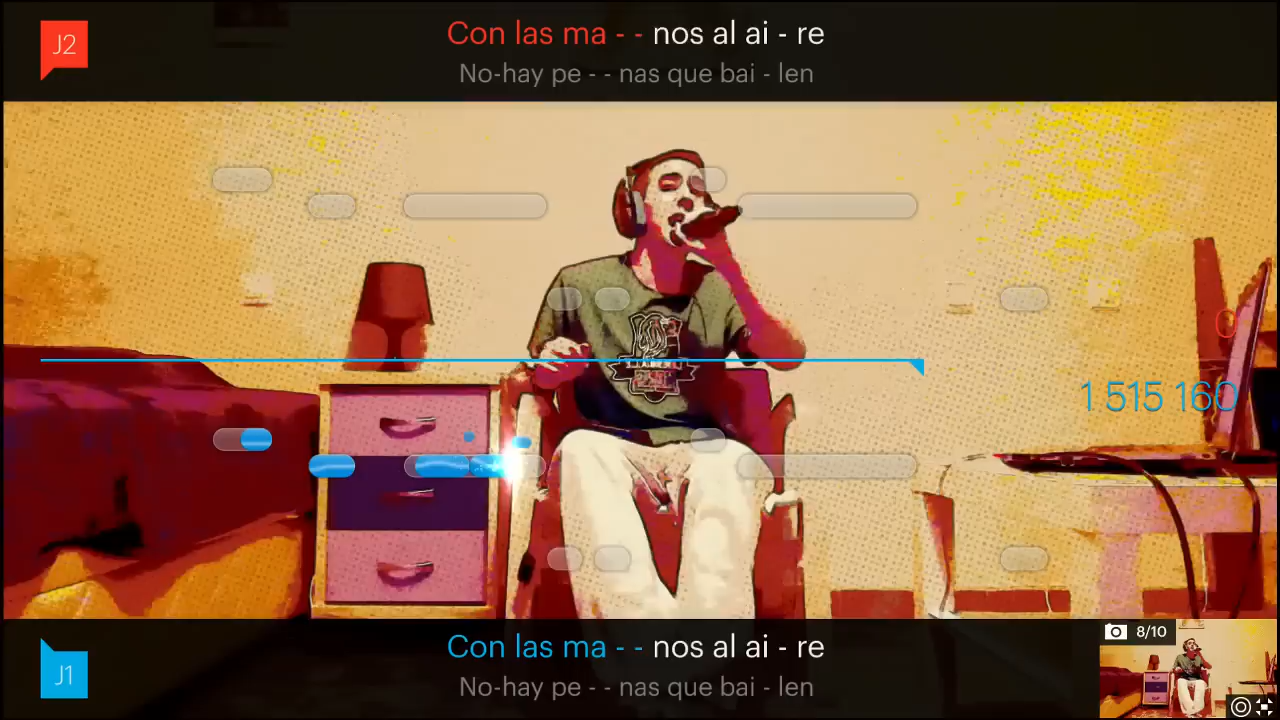 J2
Con las ma - - nos al ai - re
No-hay pe - - nas que bai - len
0
1 515 160
Con las ma - - nos al ai - re
No-hay pe - - nas que bai - len
J1
8/10